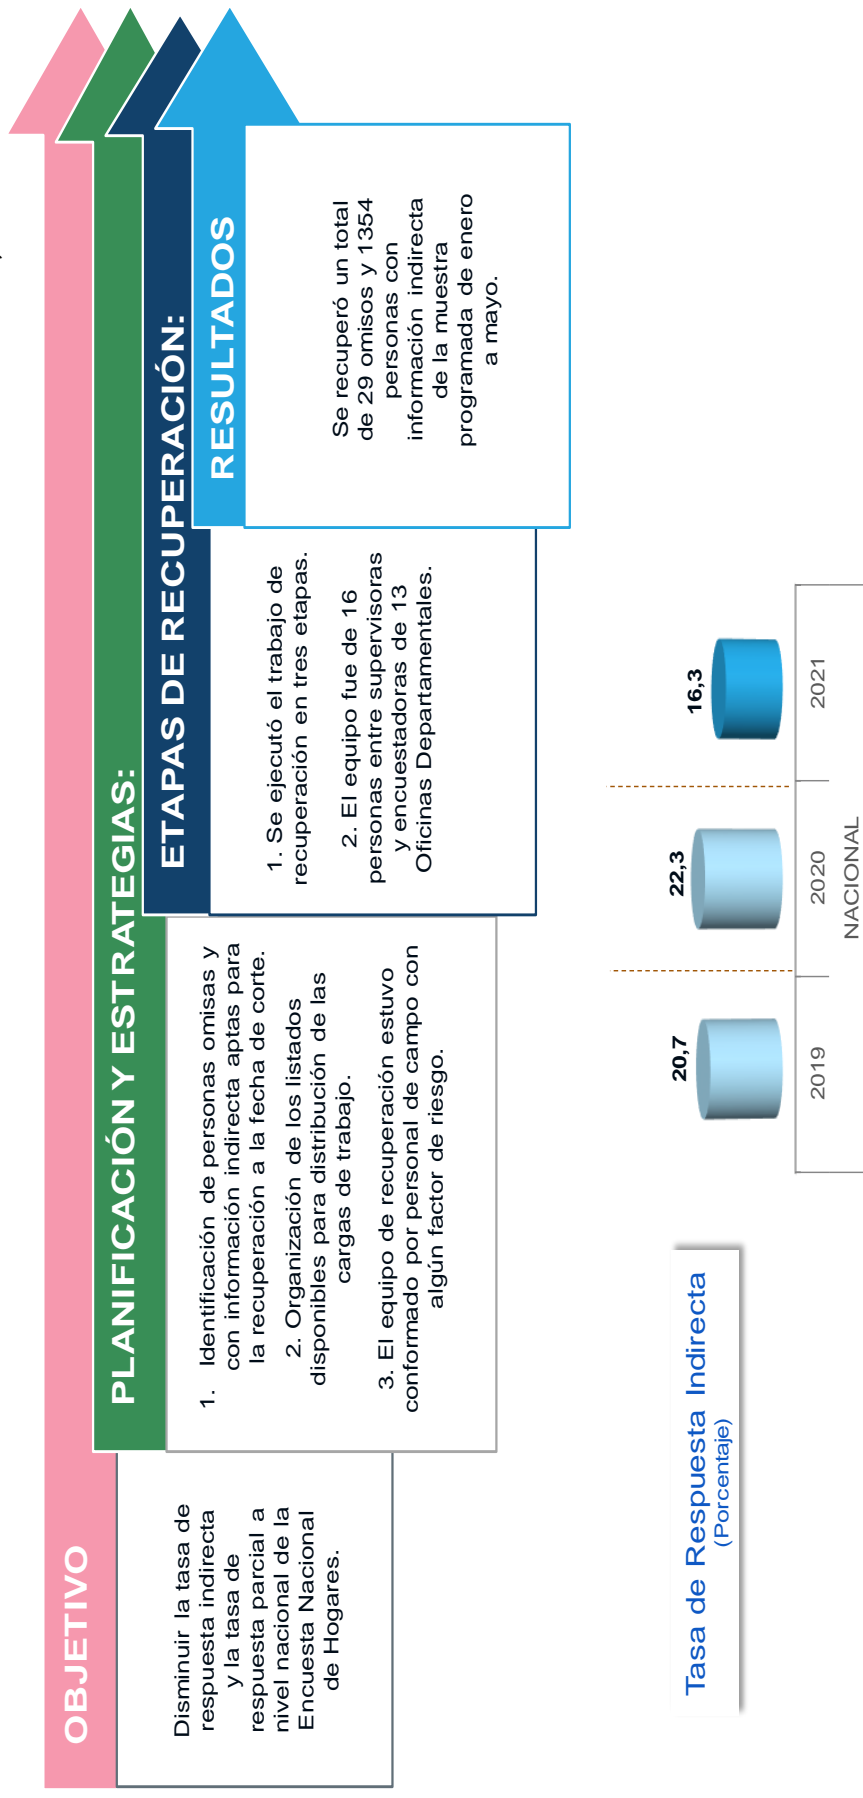 OBJETIVO
Disminuir la tasa de
respuesta indirecta
y la tasa de
respuesta parcial a
nivel nacional de la
Encuesta Nacional
de Hogares.
PLANIFICACIÓN Y ESTRATEGIAS:
1. Identificación de personas omisas y
con información indirecta aptas para
la recuperación a la fecha de corte.
2. Organización de los listados
disponibles para distribución de las
cargas de trabajo.
3. El equipo de recuperación estuvo
conformado por personal de campo con
algún factor de riesgo.
ETAPAS DE RECUPERACIÓN:
1. Se ejecutó el trabajo de
recuperación en tres etapas.
2. El equipo fue de 16
personas entre supervisoras
y encuestadoras de 13
Oficinas Departamentales.
RESULTADOS
Se recuperó un total
de 29 omisos y 1354
personas con
información indirecta
de la muestra
programada de enero
a mayo.
Tasa de Respuesta Indirecta
(Porcentaje)
20,7
22,3
16,3
2019
2020
2021
NACIONAL